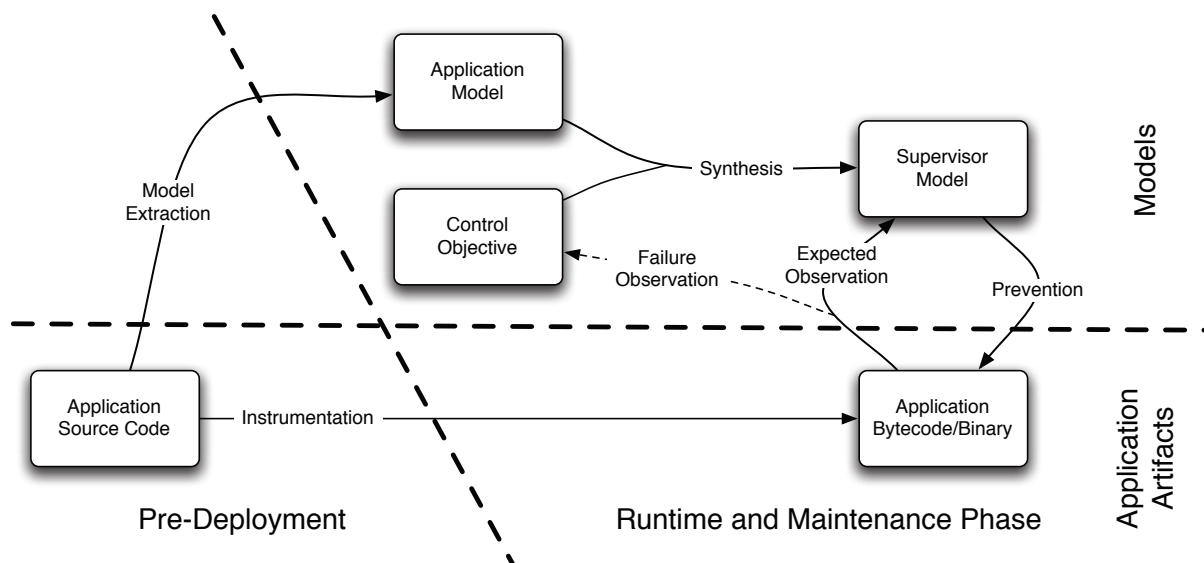 Application
Model
Supervisor
Model
Synthesis
Model
Extraction
Control
Objective
Failure
Observation
Expected
Observation
Prevention
Models
Application
Source Code
Instrumentation
Application
Bytecode/Binary
Application
Artifacts
Pre-Deployment
Runtime and Maintenance Phase